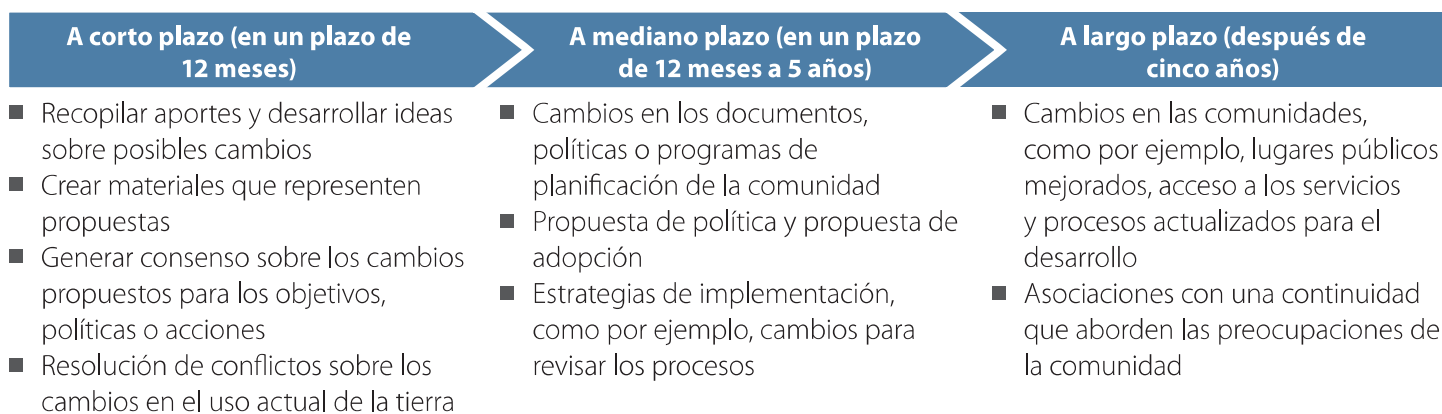 A corto plazo (en un plazo de
12 meses)
■ Recopilar aportes y desarrollar ideas
sobre posibles cambios
■ Crear materiales que representen
propuestas
■ Generar consenso sobre los cambios
propuestos para los objetivos,
políticas o acciones
■ Resolución de conflictos sobre los
cambios en el uso actual de la tierra
A mediano plazo (en un plazo
de 12 meses a 5 años)
■ Cambios en los documentos,
políticas o programas de
planificación de la comunidad
■ Propuesta de política y propuesta de
adopción
■ Estrategias de implementación,
como por ejemplo, cambios para
revisar los procesos
A largo plazo (después de
cinco años)
■ Cambios en las comunidades,
como por ejemplo, lugares públicos
mejorados, acceso a los servicios
y procesos actualizados para el
desarrollo
■ Asociaciones con una continuidad
que aborden las preocupaciones de
la comunidad